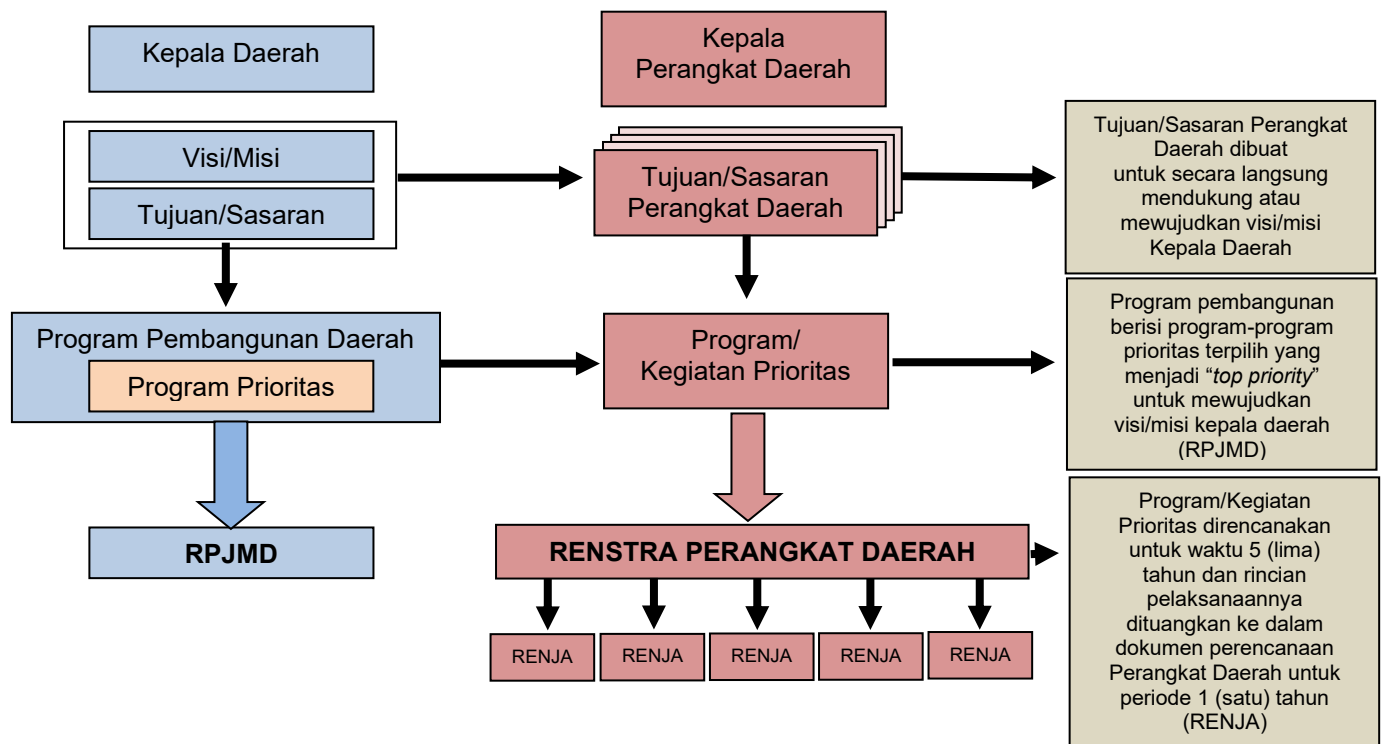 Kepala Daerah
Kepala
Perangkat Daerah
Visi/Misi
Tujuan/Sasaran
Tujuan/Sasaran
Perangkat Daerah
Tujuan/Sasaran Perangkat
Daerah dibuat
untuk secara langsung
mendukung atau
mewujudkan visi/misi
Kepala Daerah
Program Pembangunan Daerah
Program Prioritas
Program/
Kegiatan Prioritas
Program pembangunan
berisi program-program
prioritas terpilih yang
menjadi “top priority”
untuk mewujudkan
visi/misi kepala daerah
(RPJMD)
RPJMD
RENSTRA PERANGKAT DAERAH
RENJA
RENJA
RENJA
RENJA
RENJA
Program/Kegiatan
Prioritas direncanakan
untuk waktu 5 (lima)
tahun dan rincian
pelaksanaannya
dituangkan ke dalam
dokumen perencanaan
Perangkat Daerah untuk
periode 1 (satu) tahun
(RENJA)